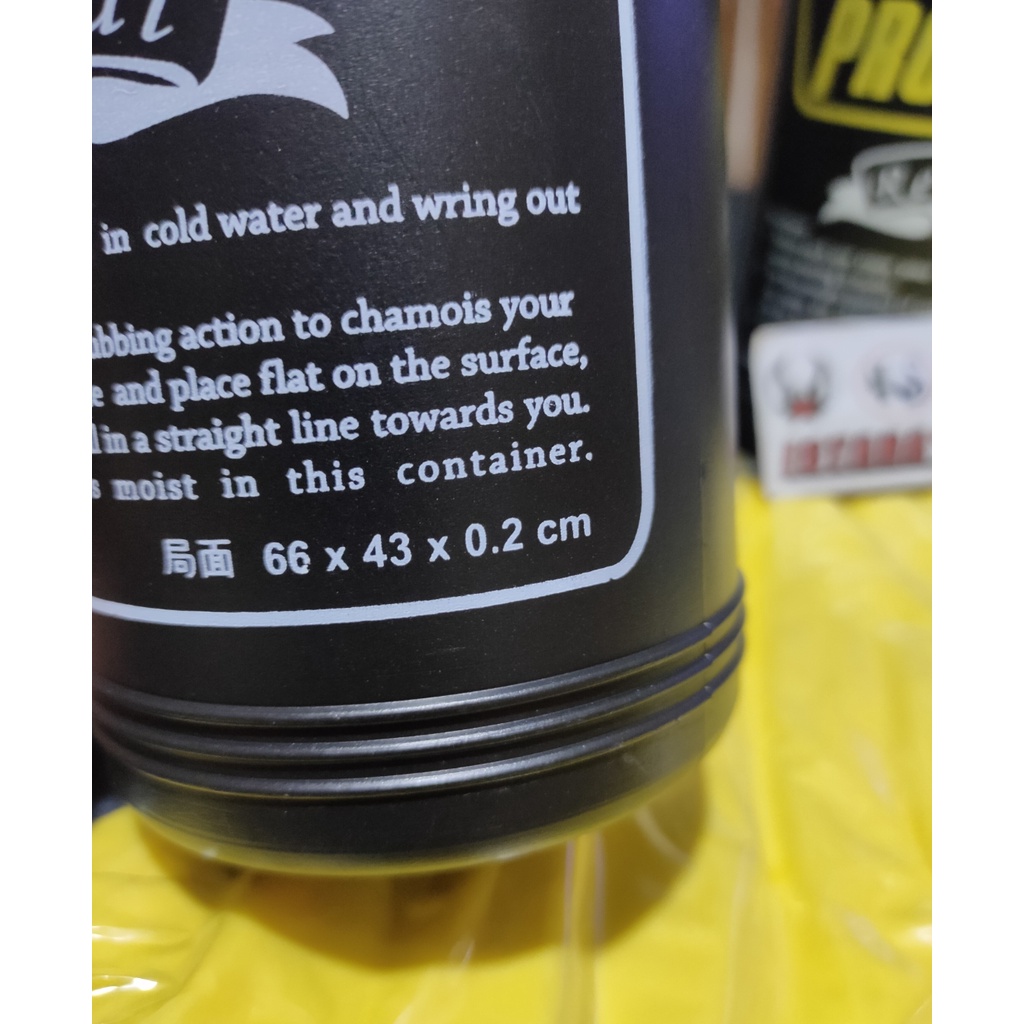 in cold water and wring out
action to chamois your
and place flat on the surface,
in a straight line towards you.
moist in this container.
局面 66 x 43 x 0.2 cm